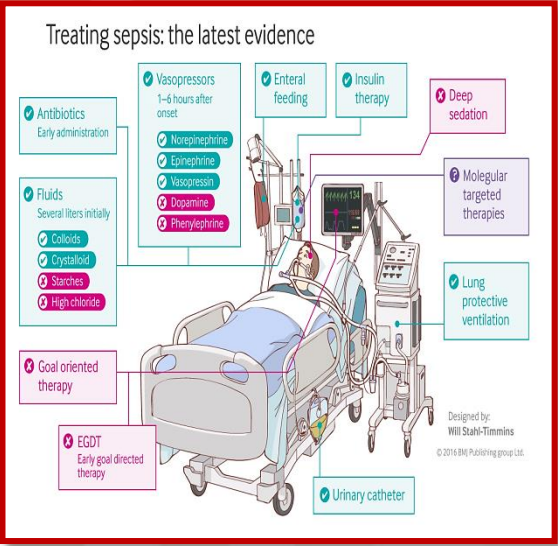 Treating sepsis: the latest evidence
Antibiotics
Early administration
Fluids
Several liters initially
Colloids
Crystalloid
Starches
High chloride
Vasopressors
1–6 hours after
onset
Norepinephrine
Epinephrine
Vasopressin
Dopamine
Phenylephrine
Enteral
feeding
Insulin
therapy
Deep
sedation
? Molegular
targeted
therapies
134
Lung
protective
ventilation
Goal oriented
therapy
EGDT
Early goal directed
therapy
Urinary catheter
Designed by:
Will Stahl-Timmins
© 2016 BMJ Publishing group Ltd.